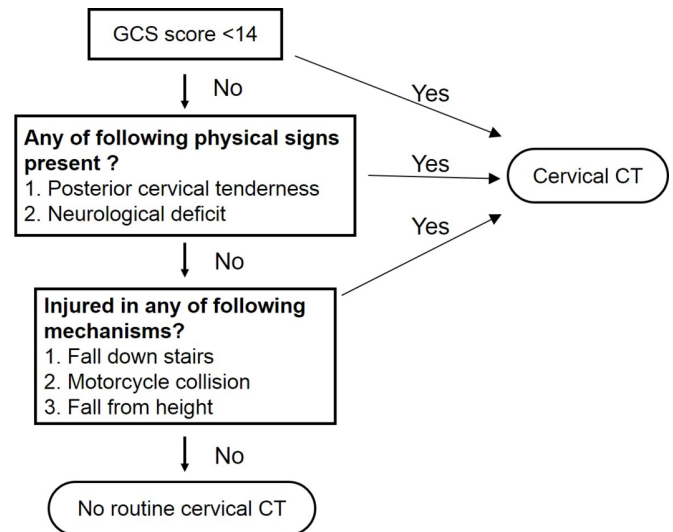 GCS score <14
No
Yes
Any of following physical signs
present ?
1. Posterior cervical tenderness
2. Neurological deficit
Yes
Cervical CT
No
Yes
Injured in any of following
mechanisms?
1. Fall down stairs
2. Motorcycle collision
3. Fall from height
No
No routine cervical CT